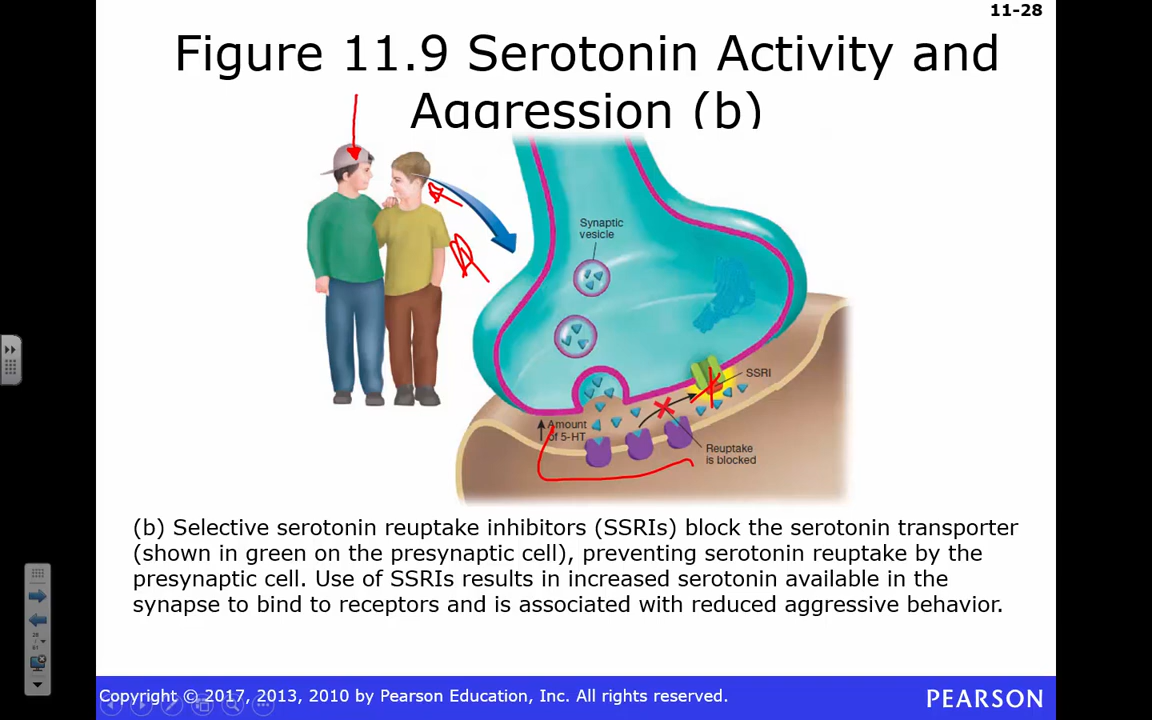 11-28
Figure 11.9 Serotonin Activity and
Aggression (b)
Synaptic
vesicle
SSRI
Amount
of 5-HT
Reuptake
is blocked
(b) Selective serotonin reuptake inhibitors (SSRIs) block the serotonin transporter
(shown in green on the presynaptic cell), preventing serotonin reuptake by the
presynaptic cell. Use of SSRIs results in increased serotonin available in the
synapse to bind to receptors and is associated with reduced aggressive behavior.
28
/
81
Copyright © 2017, 2013, 2010 by Pearson Education, Inc. All rights reserved.
PEARSON